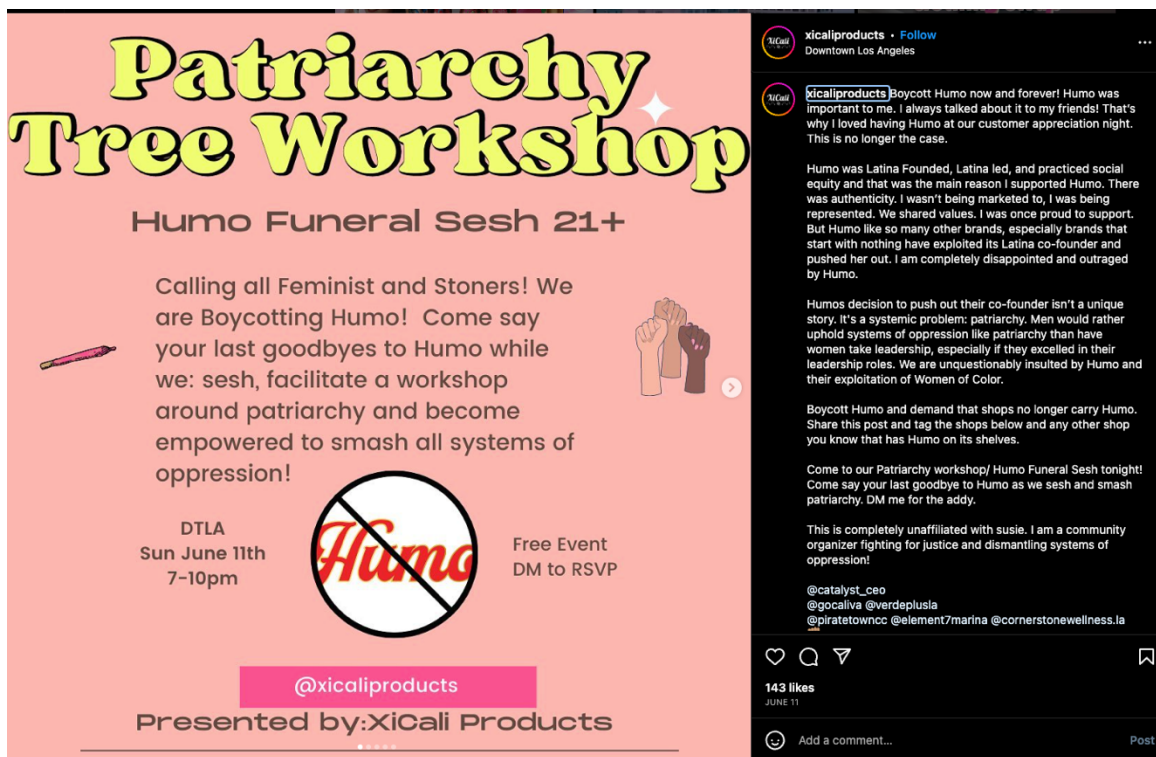 Patriarchy
Tree Workshop
Humo Funeral Sesh 21+
Calling all Feminist and Stoners! We
are Boycotting Humo!  Come say
your last goodbyes to Humo while
we: sesh, facilitate a workshop
around patriarchy and become
empowered to smash all systems of
oppression!
DTLA
Sun June 11th
7-10pm
Humo
Free Event
DM to RSVP
@xicaliproducts
Presented by:XiCali Products
XiCali
xicaliproducts • Follow
Downtown Los Angeles
XiCali
xicaliproducts Boycott Humo now and forever! Humo was
important to me. I always talked about it to my friends! That's
why I loved having Humo at our customer appreciation night.
This is no longer the case.
Humo was Latina Founded, Latina led, and practiced social
equity and that was the main reason I supported Humo. There
was authenticity. I wasn't being marketed to, I was being
represented. We shared values. I was once proud to support.
But Humo like so many other brands, especially brands that
start with nothing have exploited its Latina co-founder and
pushed her out. I am completely disappointed and outraged
by Humo.
Humos decision to push out their co-founder isn't a unique
story. It's a systemic problem: patriarchy. Men would rather
uphold systems of oppression like patriarchy than have
women take leadership, especially if they excelled in their
leadership roles. We are unquestionably insulted by Humo and
their exploitation of Women of Color.
Boycott Humo and demand that shops no longer carry Humo.
Share this post and tag the shops below and any other shop
you know that has Humo on its shelves.
Come to our Patriarchy workshop/ Humo Funeral Sesh tonight!
Come say your last goodbye to Humo as we sesh and smash
patriarchy. DM me for the addy.
This is completely unaffiliated with susie. I am a community
organizer fighting for justice and dismantling systems of
oppression!
@catalyst_ceo
@gocaliva @verdeplusla
@piratetowncc @element7marina @cornerstonewellness.la
143 likes
JUNE 11
Add a comment...
Post